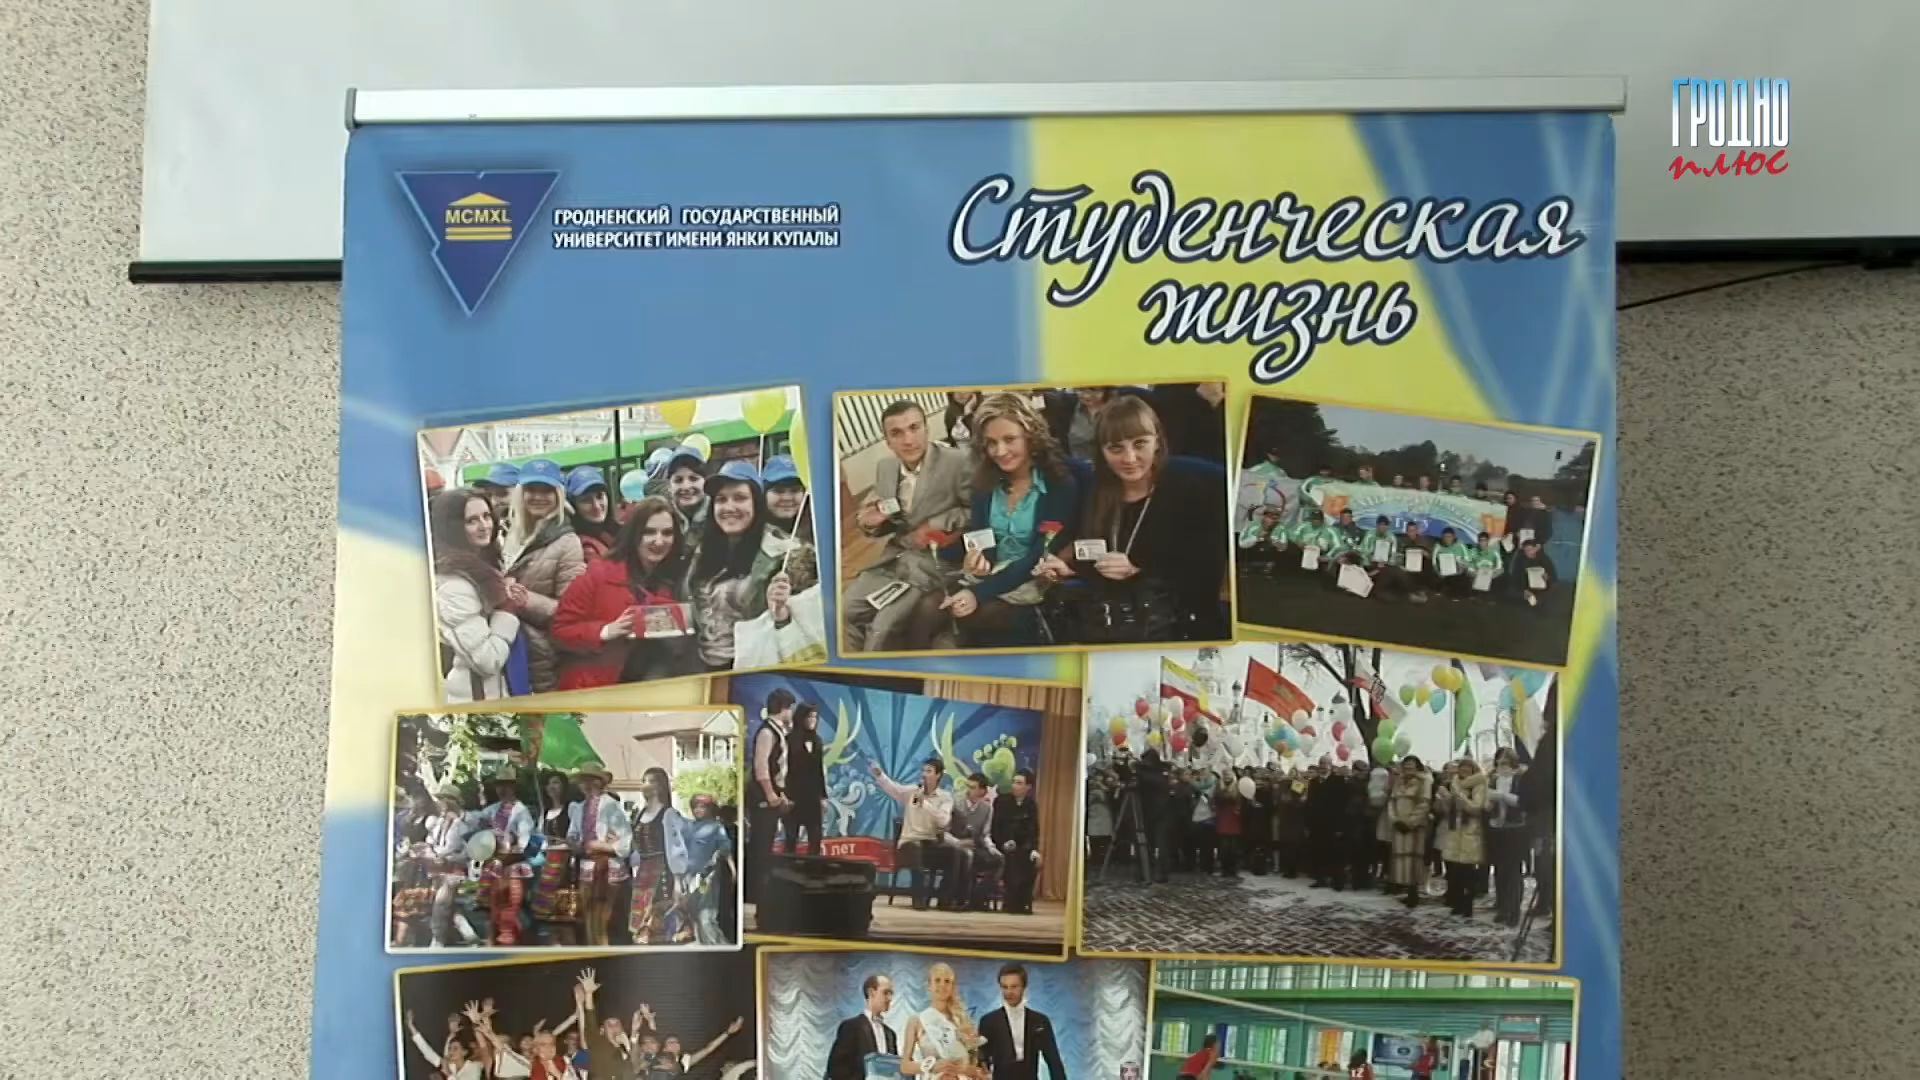 ГРОДНО
плюс
MCMXL
ГРОДНЕНСКИЙ ГОСУДАРСТВЕННЫЙ
УНИВЕРСИТЕТ ИМЕНИ ЯНКИ КУПАЛЫ
Студенческая
жизнь
лет